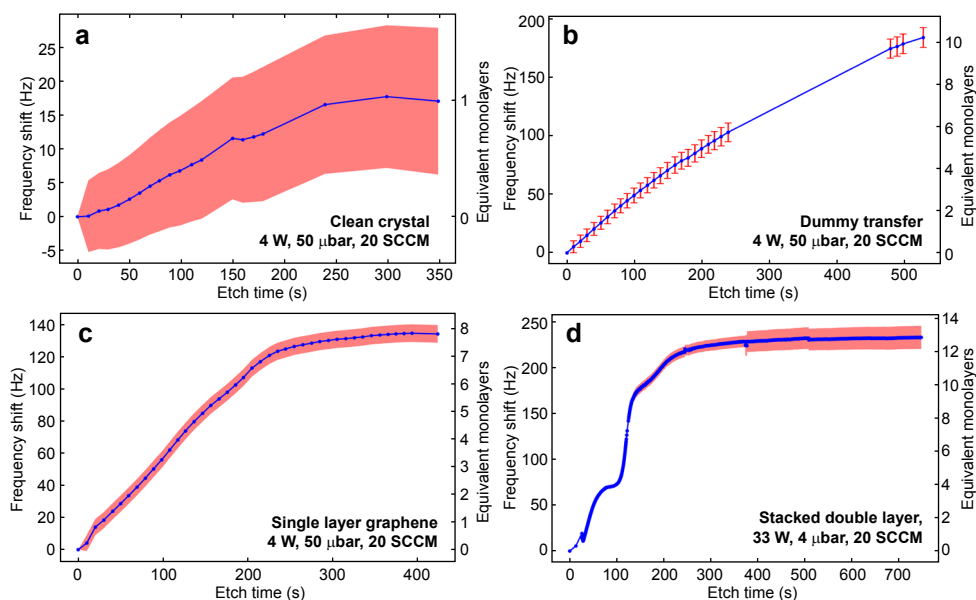 a
Frequency shift (Hz)
25
20
15
10
5
0
−5
0 50 100 150 200 250 300 350
Etch time (s)
1
0
Equivalent monolayers
Clean crystal
4 W, 50 μbar, 20 SCCM
b
Frequency shift (Hz)
200
150
100
50
0
0 100 200 300 400 500
Etch time (s)
10
8
6
4
2
0
Equivalent monolayers
Dummy transfer
4 W, 50 μbar, 20 SCCM
c
Frequency shift (Hz)
140
120
100
80
60
40
20
0
0 100 200 300 400
Etch time (s)
8
7
6
5
4
3
2
1
0
Equivalent monolayers
Single layer graphene
4 W, 50 μbar, 20 SCCM
d
Frequency shift (Hz)
250
200
150
100
50
0
0 100 200 300 400 500 600 700
Etch time (s)
14
12
10
8
6
4
2
0
Equivalent monolayers
Stacked double layer,
33 W, 4 μbar, 20 SCCM